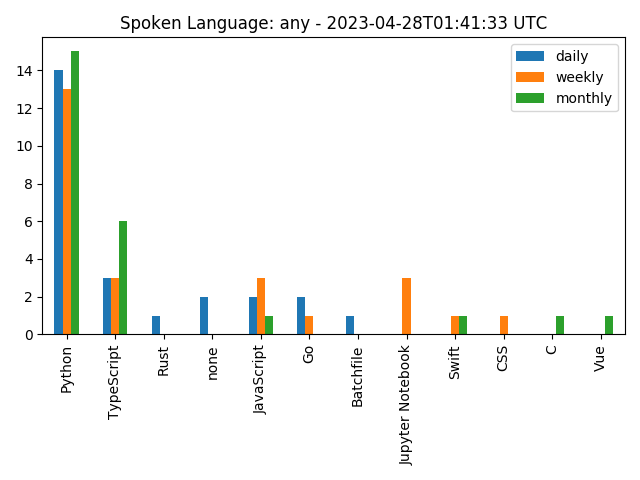 Spoken Language: any - 2023-04-28T01:41:33 UTC
daily
weekly
monthly
14
12
10
8
6
4
2
0
Python
TypeScript
Rust
none
JavaScript
Go
Batchfile
Jupyter Notebook
Swift
CSS
C
Vue